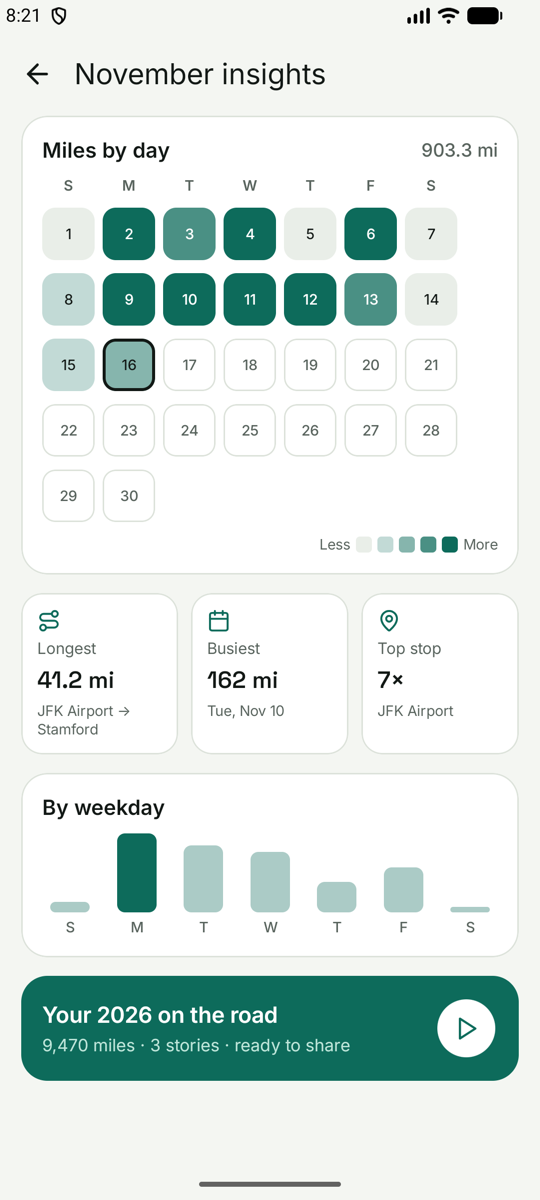 8:21
November insights
Miles by day 903.3 mi
S M T W T F S
1 2 3 4 5 6 7
8 9 10 11 12 13 14
15 16 17 18 19 20 21
22 23 24 25 26 27 28
29 30
Less More
Longest
41.2 mi
JFK Airport →
Stamford
Busiest
162 mi
Tue, Nov 10
Top stop
7×
JFK Airport
By weekday
S M T W T F S
Your 2026 on the road
9,470 miles · 3 stories · ready to share